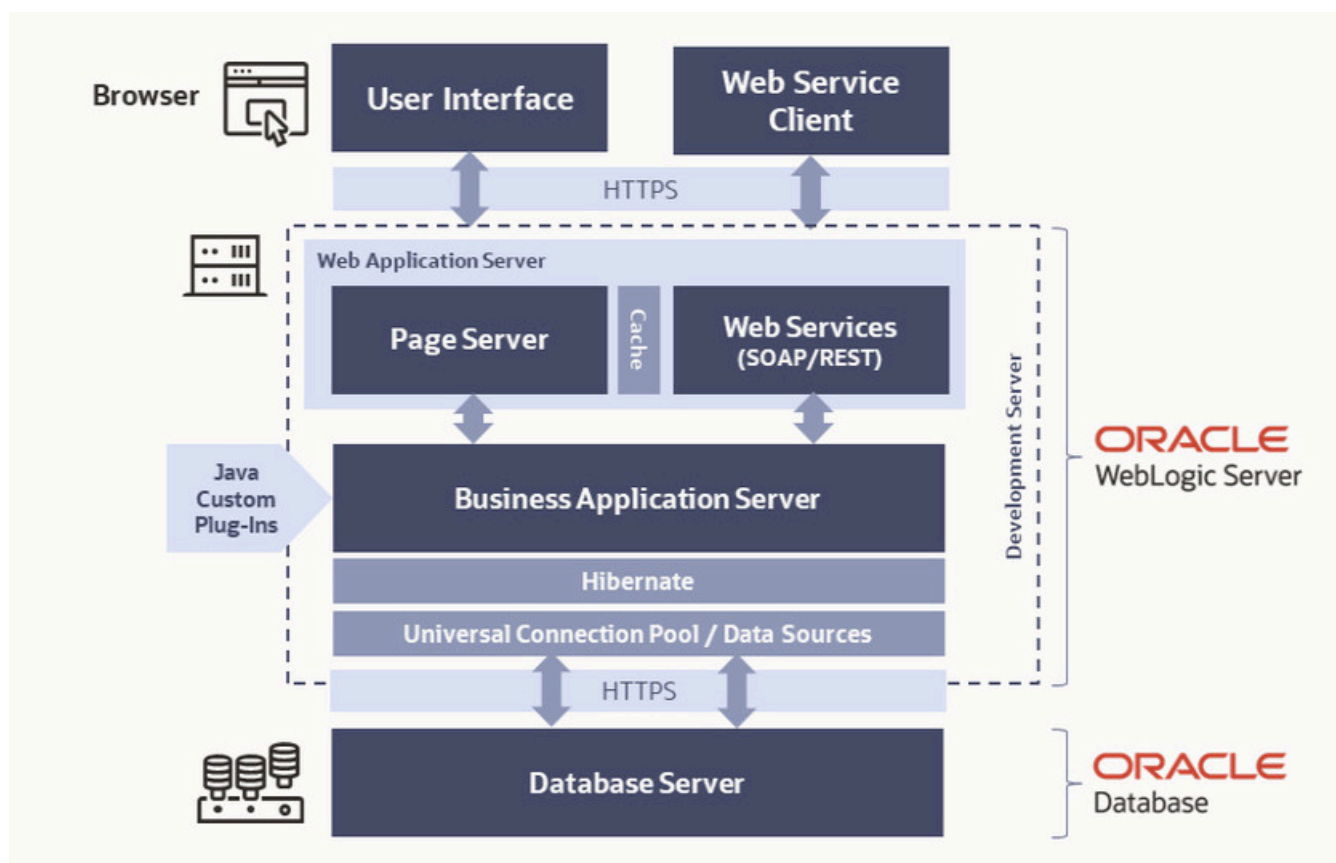 Browser
User Interface
Web Service
Client
HTTPS
Web Application Server
Page Server
Cache
Web Services
(SOAP/REST)
Development Server
ORACLE
WebLogic Server
Java
Custom
Plug-Ins
Business Application Server
Hibernate
Universal Connection Pool / Data Sources
HTTPS
Database Server
ORACLE
Database